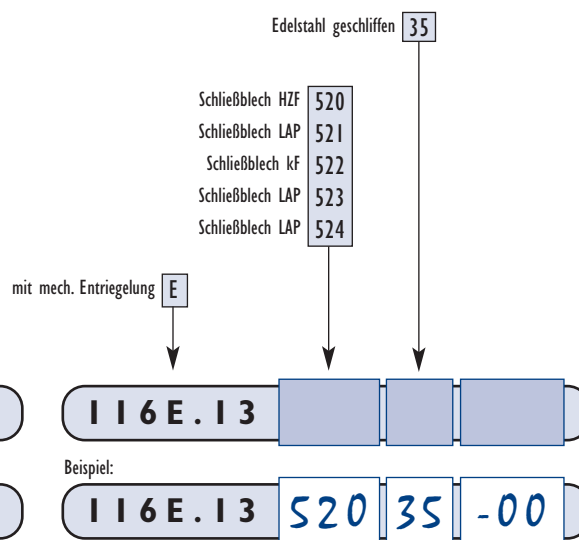 Edelstahl geschliffen 35
Schließblech HZF 520
Schließblech LAP 521
Schließblech kF 522
Schließblech LAP 523
Schließblech LAP 524
mit mech. Entriegelung E
116E.13
Beispiel:
116E.13 520 35 -00